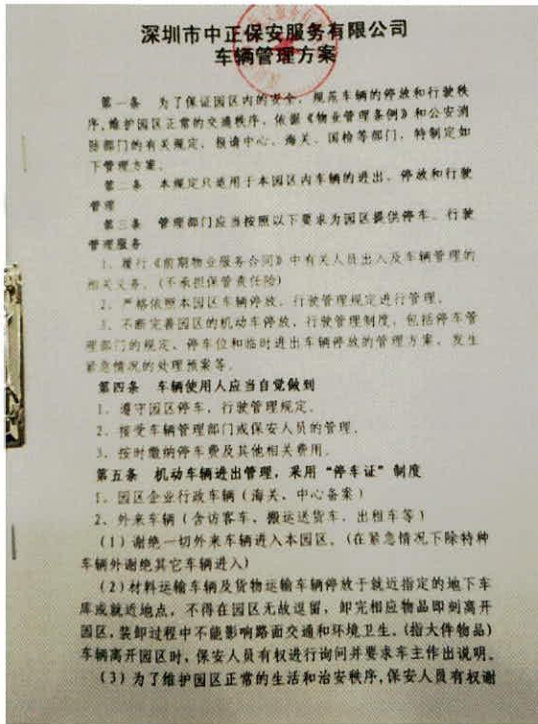 深圳市中正保安服务有限公司
车辆管理方案
第一条 为了保证园区内的安全，规范车辆的停放和行驶秩
序,维护园区正常的交通秩序，依据《物业管理条例》和公安消
防部门的有关规定，报请中心、海关、国检等部门，特制定如
下管理方案。
第二条 本规定只适用于本园区内车辆的进出、停放和行驶
管理
第三条 管理部门应当按照以下要求为园区提供停车、行驶
管理服务
1、履行《前期物业服务合同》中有关人员出入及车辆管理的
相关义务。(不承担保管责任险)
2、严格依照本园区车辆停放、行驶管理规定进行管理。
3、不断完善园区的机动车停放、行驶管理制度，包括停车管
理部门的规定、停车位和临时进出车辆停放的管理方案、发生
紧急情况的处理预案等。
第四条 车辆使用人应当自觉做到
1、遵守园区停车，行驶管理规定。
2、接受车辆管理部门或保安人员的管理。
3、按时缴纳停车费及其他相关费用。
第五条 机动车辆进出管理，采用“停车证”制度
1、园区企业行政车辆（海关、中心备案）
2、外来车辆（含访客车、搬运送货车、出租车等）
（1）谢绝一切外来车辆进入本园区。（在紧急情况下除特种
车辆外谢绝其它车辆进入）
（2）材料运输车辆及货物运输车辆停放于就近指定的地下车
库或就近地点，不得在园区无故逗留，卸完相应物品即刻离开
园区，装卸过程中不能影响路面交通和环境卫生。(指大件物品)
车辆离开园区时，保安人员有权进行询问并要求车主作出说明。
（3）为了维护园区正常的生活和治安秩序，保安人员有权谢